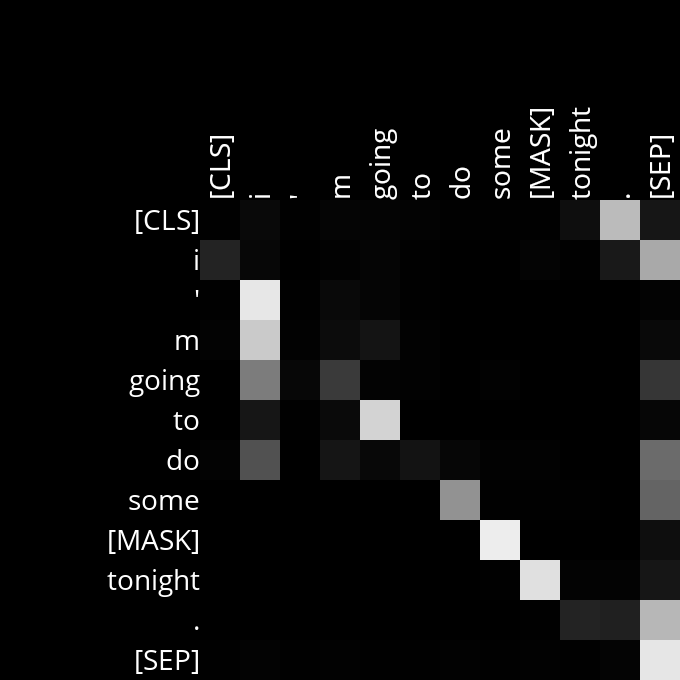 [CLS] i ' m going to do some [MASK] tonight . [SEP]
[CLS]
i
'
m
going
to
do
some
[MASK]
tonight
.
[SEP]